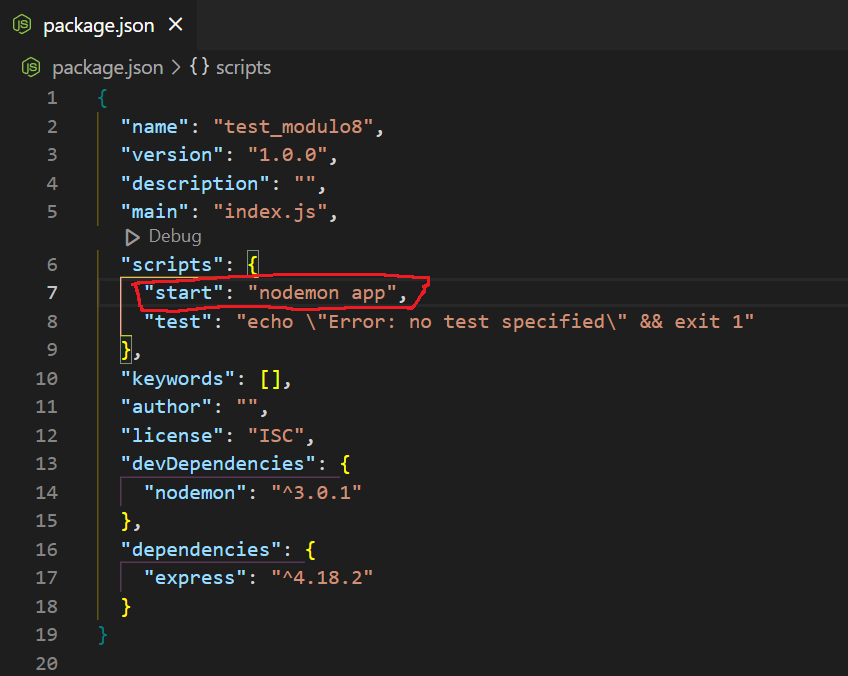 JS package.json ×
JS package.json > {} scripts
1 {
2 "name": "test_modulo8",
3 "version": "1.0.0",
4 "description": "",
5 "main": "index.js",
Debug
6 "scripts": {
7 "start": "nodemon app",
8 "test": "echo \"Error: no test specified\" && exit 1"
9 },
10 "keywords": [],
11 "author": "",
12 "license": "ISC",
13 "devDependencies": {
14 "nodemon": "^3.0.1"
15 },
16 "dependencies": {
17 "express": "^4.18.2"
18 }
19 }
20